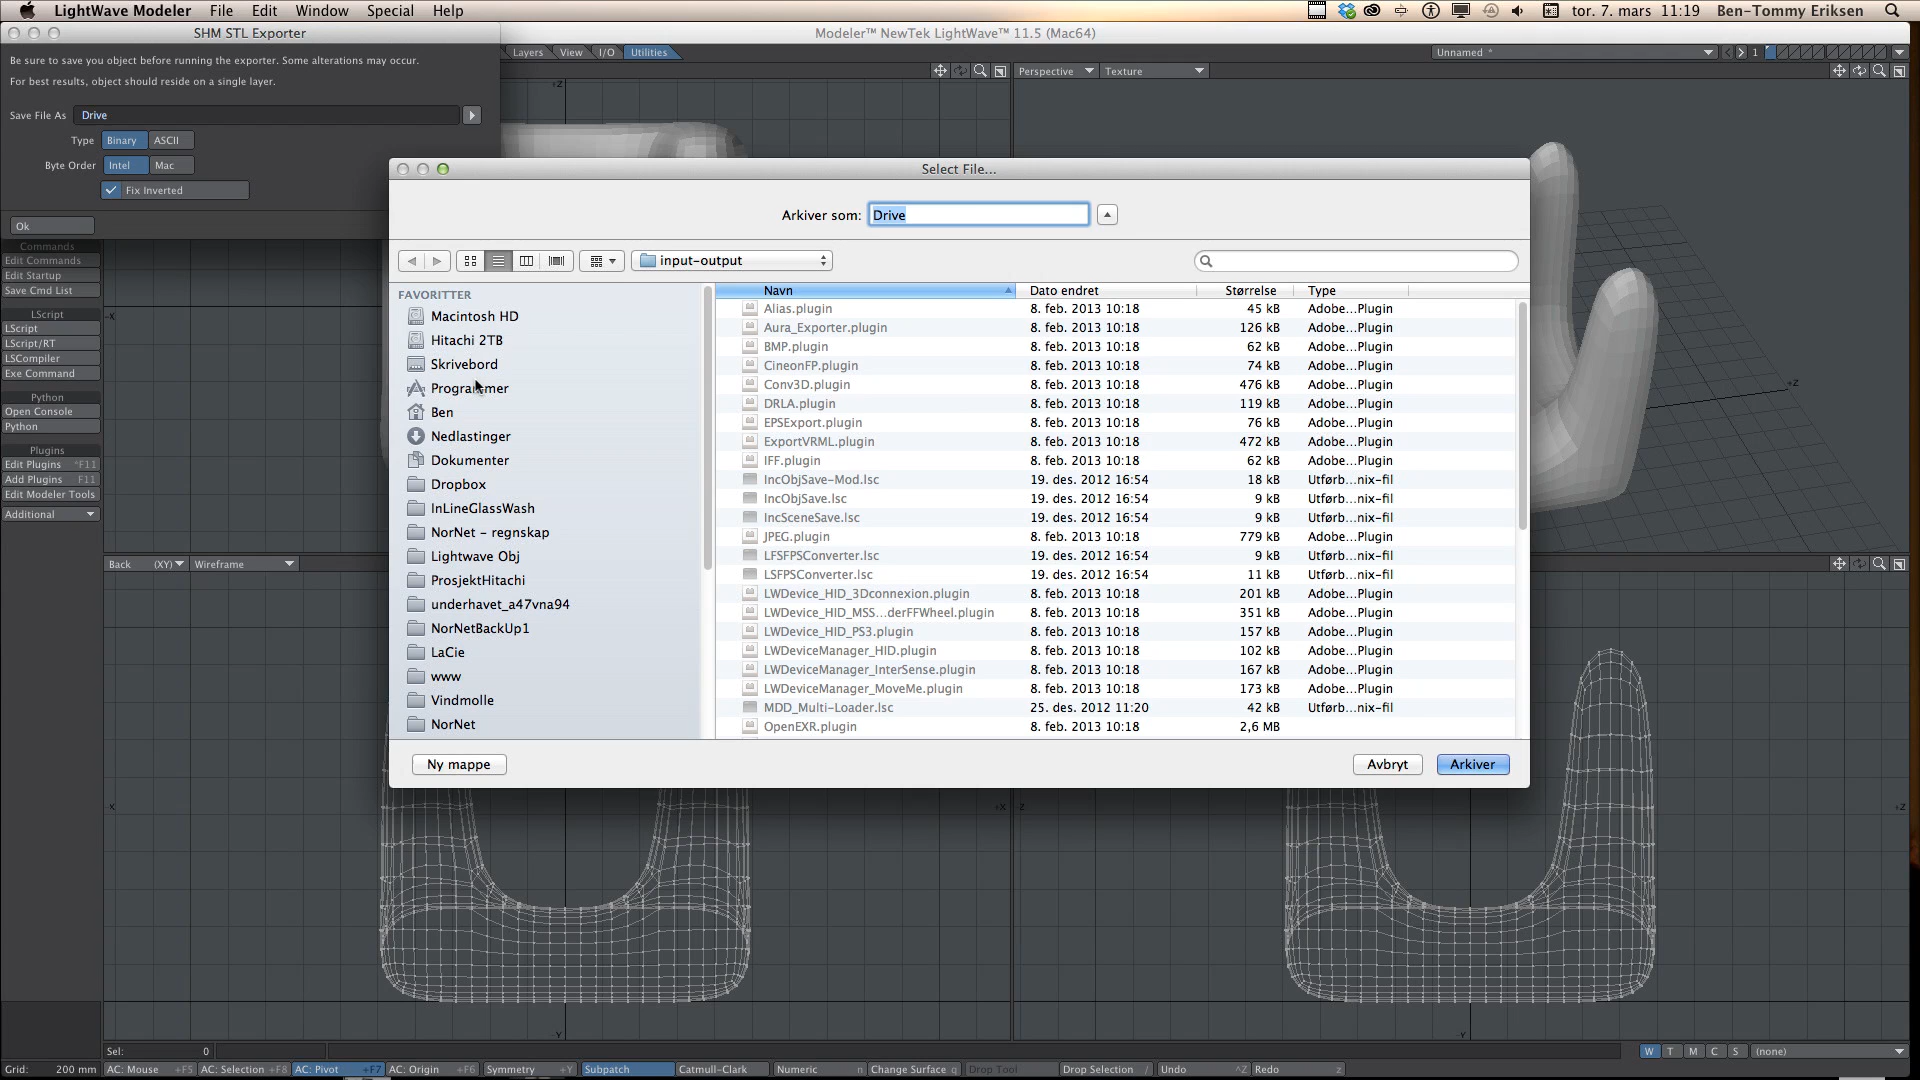 LightWave Modeler File Edit Window Special Help
tor. 7. mars 11:19 Ben-Tommy Eriksen
SHM STL Exporter
Modeler™ NewTek LightWave™ 11.5 (Mac64)
Be sure to save you object before running the exporter. Some alterations may occur.
For best results, object should reside on a single layer.
Save File As Drive
Type Binary ASCII
Byte Order Intel Mac
Fix Inverted
Ok
Layers View I/O Utilities
Unnamed * 1
Perspective Texture
Commands
Edit Commands
Edit Startup
Save Cmd List
LScript
LScript
LScript/RT
LSCompiler
Exe Command
Python
Open Console
Python
Plugins
Edit Plugins ^F11
Add Plugins F11
Edit Modeler Tools
Additional
Select File...
Arkiver som: Drive
input-output
FAVORITTER
Macintosh HD
Hitachi 2TB
Skrivebord
Programmer
Ben
Nedlastinger
Dokumenter
Dropbox
InLineGlassWash
NorNet – regnskap
Lightwave Obj
ProsjektHitachi
underhavet_a47vna94
NorNetBackUp1
LaCie
www
Vindmolle
NorNet
Navn Dato endret Størrelse Type
Alias.plugin 8. feb. 2013 10:18 45 kB Adobe...Plugin
Aura_Exporter.plugin 8. feb. 2013 10:18 126 kB Adobe...Plugin
BMP.plugin 8. feb. 2013 10:18 62 kB Adobe...Plugin
CineonFP.plugin 8. feb. 2013 10:18 74 kB Adobe...Plugin
Conv3D.plugin 8. feb. 2013 10:18 476 kB Adobe...Plugin
DRLA.plugin 8. feb. 2013 10:18 119 kB Adobe...Plugin
EPSExport.plugin 8. feb. 2013 10:18 76 kB Adobe...Plugin
ExportVRML.plugin 8. feb. 2013 10:18 472 kB Adobe...Plugin
IFF.plugin 8. feb. 2013 10:18 62 kB Adobe...Plugin
IncObjSave-Mod.lsc 19. des. 2012 16:54 18 kB Utførb...nix-fil
IncObjSave.lsc 19. des. 2012 16:54 9 kB Utførb...nix-fil
IncSceneSave.lsc 19. des. 2012 16:54 9 kB Utførb...nix-fil
JPEG.plugin 8. feb. 2013 10:18 779 kB Adobe...Plugin
LFSFPSConverter.lsc 19. des. 2012 16:54 9 kB Utførb...nix-fil
LSFPSConverter.lsc 19. des. 2012 16:54 11 kB Utførb...nix-fil
LWDevice_HID_3Dconnexion.plugin 8. feb. 2013 10:18 201 kB Adobe...Plugin
LWDevice_HID_MSS...derFFWheel.plugin 8. feb. 2013 10:18 351 kB Adobe...Plugin
LWDevice_HID_PS3.plugin 8. feb. 2013 10:18 157 kB Adobe...Plugin
LWDeviceManager_HID.plugin 8. feb. 2013 10:18 102 kB Adobe...Plugin
LWDeviceManager_InterSense.plugin 8. feb. 2013 10:18 167 kB Adobe...Plugin
LWDeviceManager_MoveMe.plugin 8. feb. 2013 10:18 173 kB Adobe...Plugin
MDD_Multi-Loader.lsc 25. des. 2012 11:20 42 kB Utførb...nix-fil
OpenEXR.plugin 8. feb. 2013 10:18 2,6 MB
Ny mappe Avbryt Arkiver
Back (XY) Wireframe
+Z
-X
+Z
-X
+X
-Z
+Z
-Y
-Y
Sel: 0
W T M C S (none)
Grid: 200 mm AC: Mouse +F5 AC: Selection +F8 AC: Pivot +F7 AC: Origin +F6 Symmetry +Y Subpatch Catmull-Clark Numeric n Change Surface q Drop Tool Drop Selection / Undo ^Z Redo z